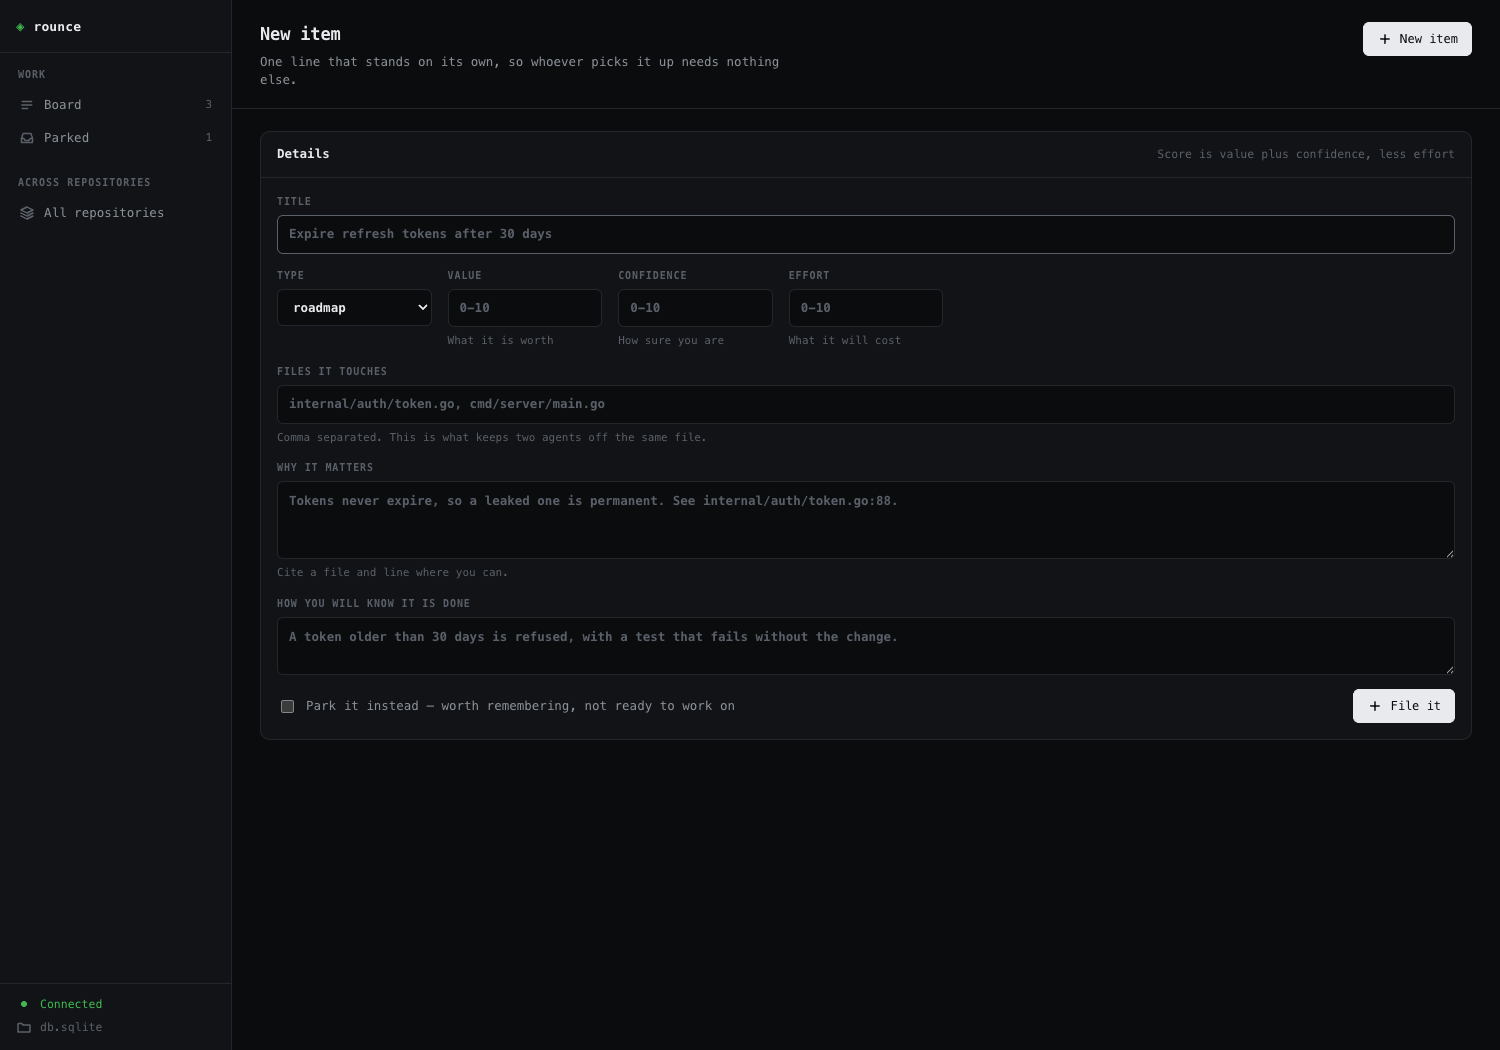 ◈ rounce
WORK
Board 3
Parked 1
ACROSS REPOSITORIES
All repositories
Connected
db.sqlite
New item
One line that stands on its own, so whoever picks it up needs nothing
else.
+ New item
Details
Score is value plus confidence, less effort
TITLE
Expire refresh tokens after 30 days
TYPE VALUE CONFIDENCE EFFORT
roadmap 0–10 0–10 0–10
What it is worth How sure you are What it will cost
FILES IT TOUCHES
internal/auth/token.go, cmd/server/main.go
Comma separated. This is what keeps two agents off the same file.
WHY IT MATTERS
Tokens never expire, so a leaked one is permanent. See internal/auth/token.go:88.
Cite a file and line where you can.
HOW YOU WILL KNOW IT IS DONE
A token older than 30 days is refused, with a test that fails without the change.
Park it instead — worth remembering, not ready to work on
+ File it